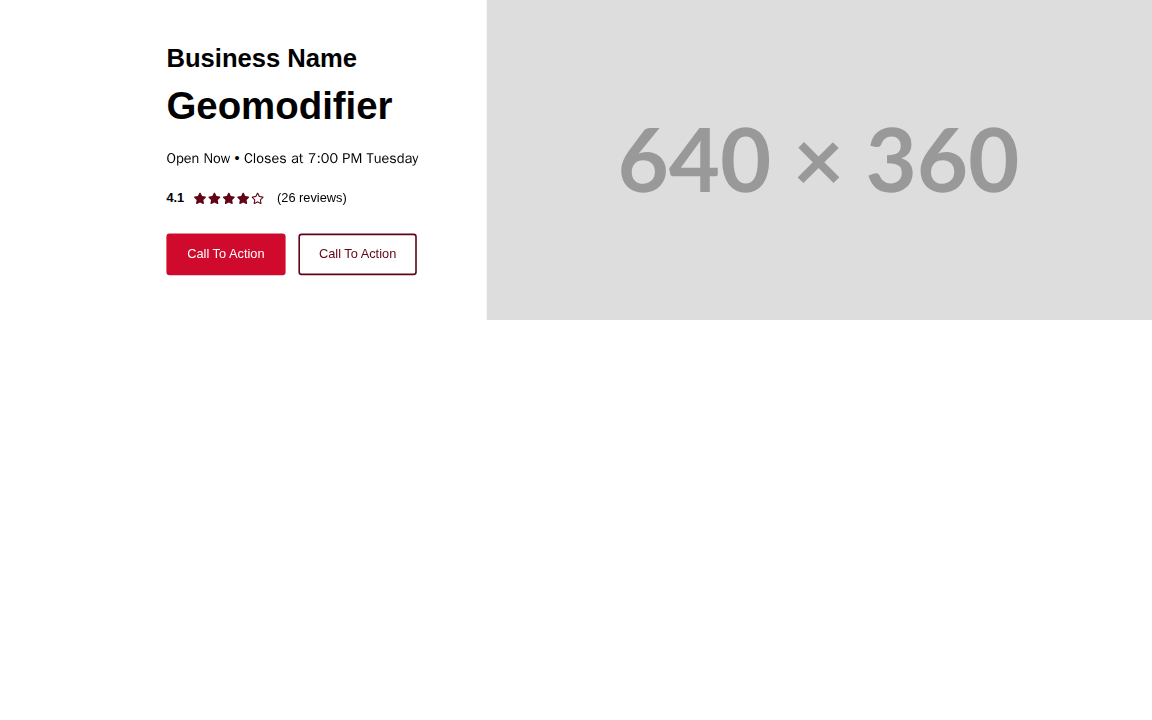 Business Name
Geomodifier
Open Now • Closes at 7:00 PM Tuesday
4.1 (26 reviews)
Call To Action Call To Action
640 × 360